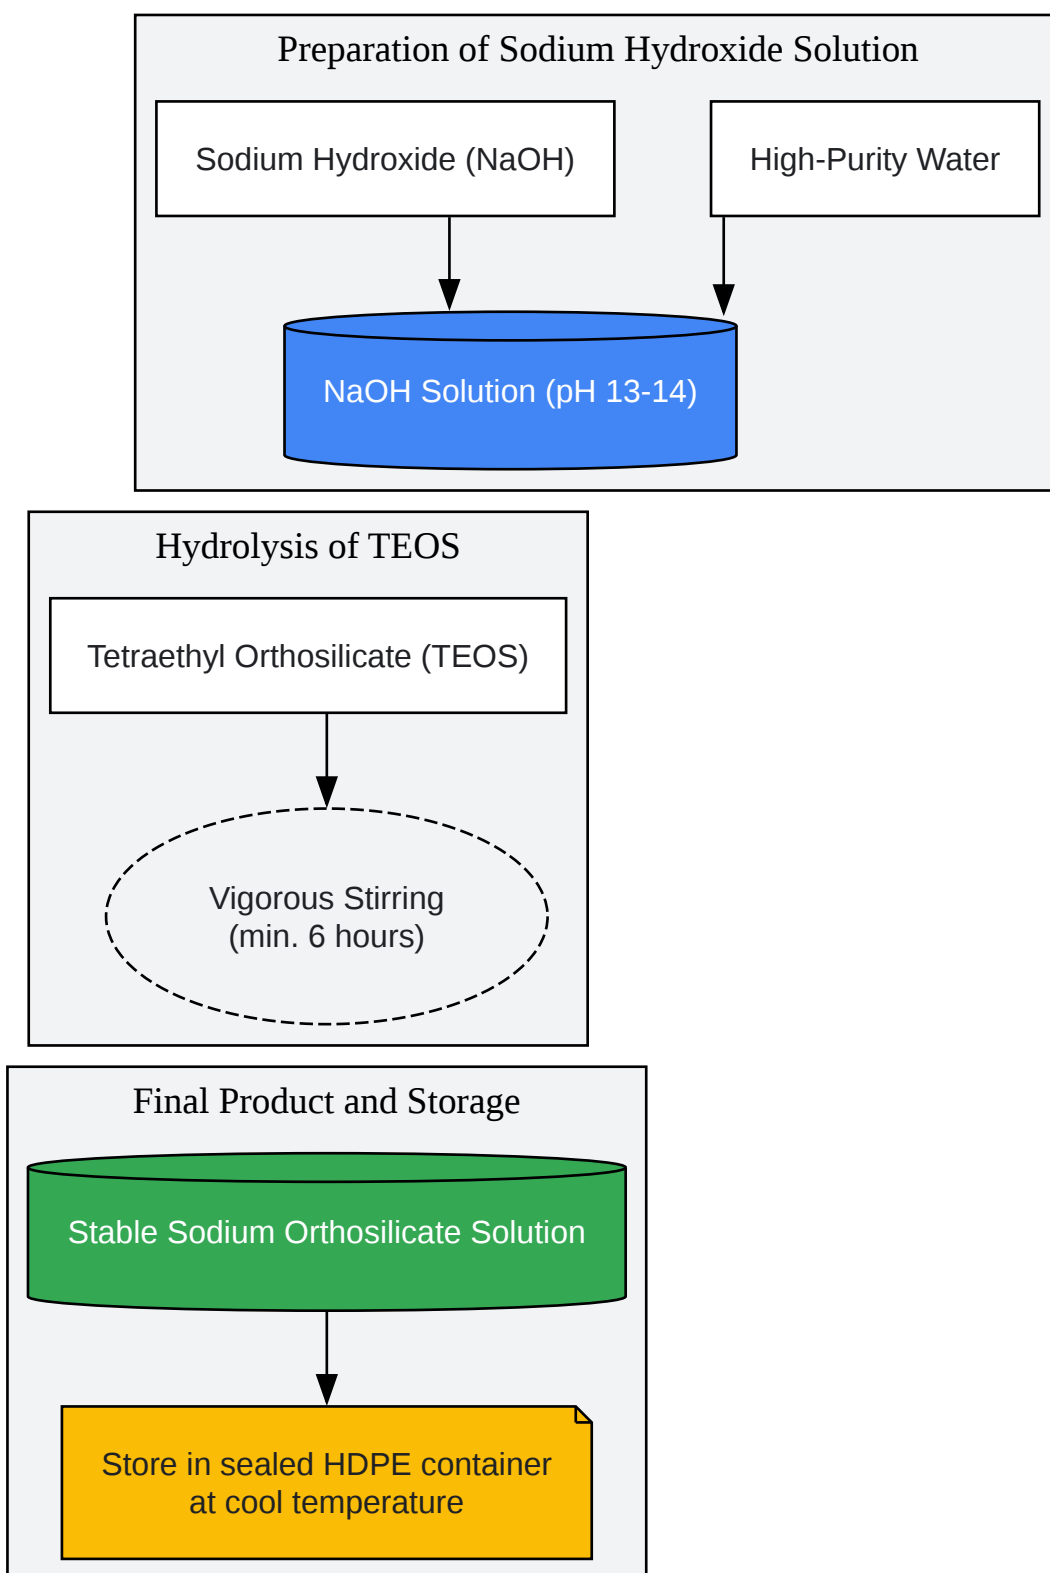 Preparation of Sodium Hydroxide Solution
Sodium Hydroxide (NaOH)
High-Purity Water
NaOH Solution (pH 13-14)
Hydrolysis of TEOS
Tetraethyl Orthosilicate (TEOS)
Vigorous Stirring
(min. 6 hours)
Final Product and Storage
Stable Sodium Orthosilicate Solution
Store in sealed HDPE container
at cool temperature